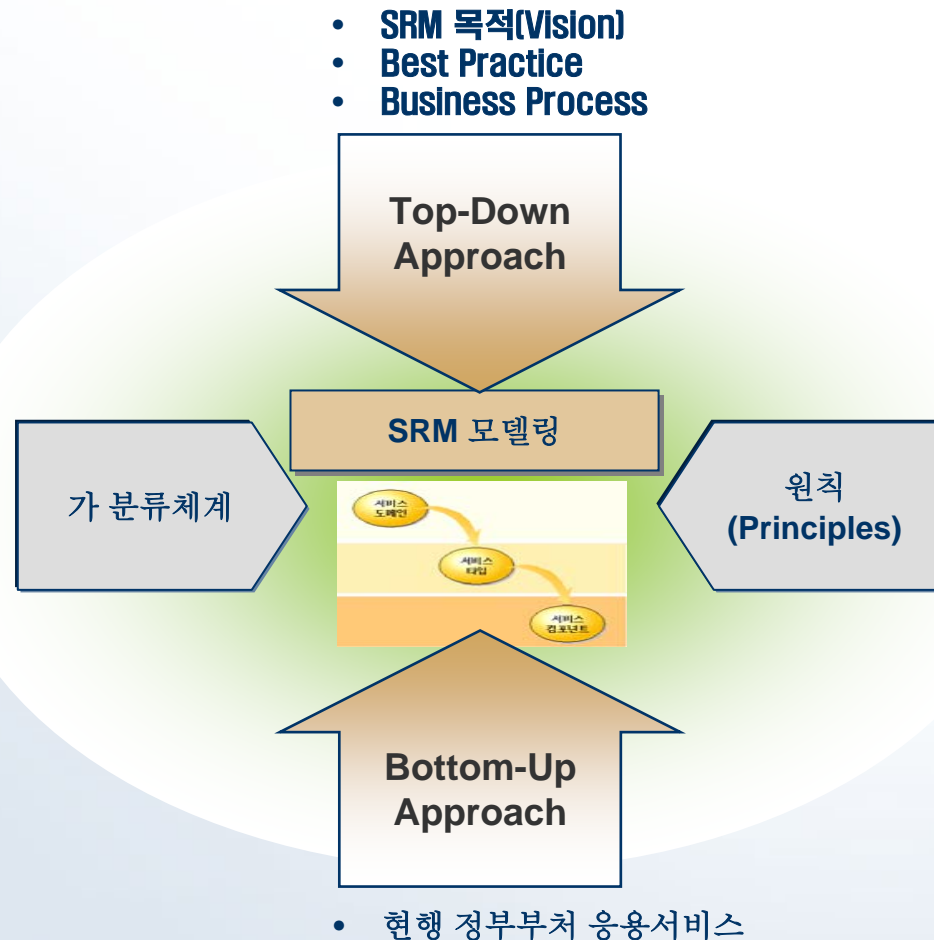 • SRM 목적(Vision)
• Best Practice
• Business Process
Top-Down
Approach
SRM 모델링
가 분류체계
원칙
(Principles)
서비스
도메인
서비스
타입
서비스
컴포넌트
Bottom-Up
Approach
• 현행 정부부처 응용서비스